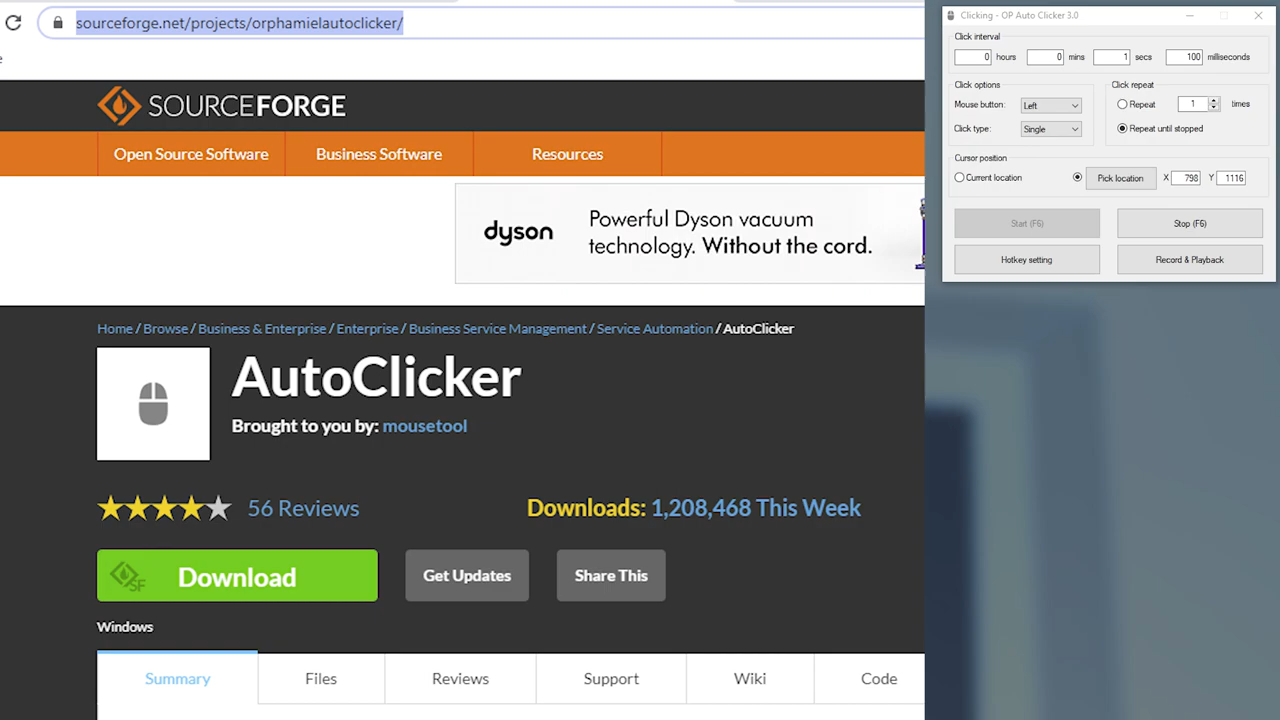 sourceforge.net/projects/orphamielautoclicker/
SOURCEFORGE
Open Source Software Business Software Resources
dyson
Powerful Dyson vacuum
technology. Without the cord.
Home / Browse / Business & Enterprise / Enterprise / Business Service Management / Service Automation / AutoClicker
AutoClicker
Brought to you by: mousetool
56 Reviews Downloads: 1,208,468 This Week
SF Download Get Updates Share This
Windows
Summary Files Reviews Support Wiki Code
Clicking - OP Auto Clicker 3.0
Click interval
0 hours 0 mins 1 secs 100 milliseconds
Click options
Mouse button: Left
Click type: Single
Click repeat
Repeat 1 times
Repeat until stopped
Cursor position
Current location Pick location X 798 Y 1116
Start (F6) Stop (F6)
Hotkey setting Record & Playback